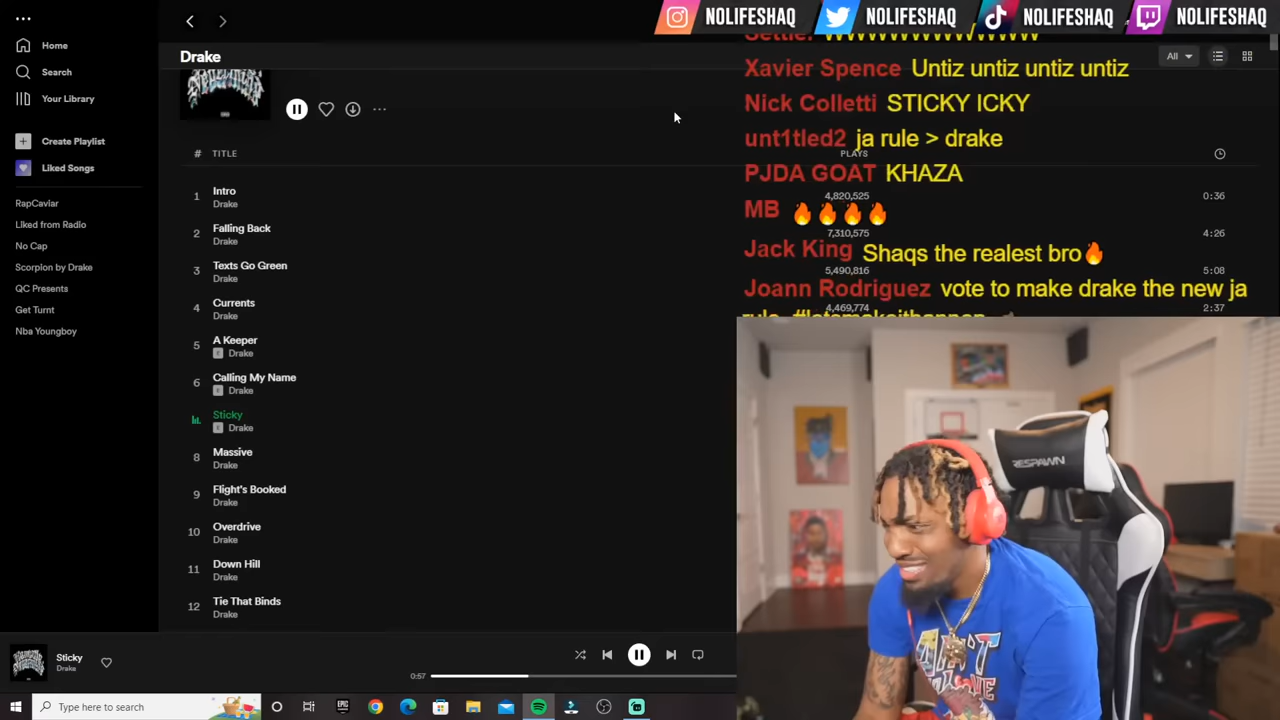 NOLIFESHAQ NOLIFESHAQ NOLIFESHAQ NOLIFESHAQ
Home
Search
Your Library
Create Playlist
Liked Songs
RapCaviar
Liked from Radio
No Cap
Scorpion by Drake
QC Presents
Get Turnt
Nba Youngboy
Drake
All
# TITLE PLAYS
1 Intro 4,820,525 0:36
Drake
2 Falling Back 7,310,575 4:26
Drake
3 Texts Go Green 5,490,816 5:08
Drake
4 Currents 4,469,774 2:37
Drake
5 A Keeper
E Drake
6 Calling My Name
E Drake
Sticky
E Drake
8 Massive
Drake
9 Flight's Booked
Drake
10 Overdrive
Drake
11 Down Hill
Drake
12 Tie That Binds
Drake
Xavier Spence Untiz untiz untiz untiz
Nick Colletti STICKY ICKY
unt1tled2 ja rule > drake
PJDA GOAT KHAZA
MB 🔥🔥🔥🔥
Jack King Shaqs the realest bro🔥
Joann Rodriguez vote to make drake the new ja
RESPAWN
Sticky
Drake
0:57
Type here to search